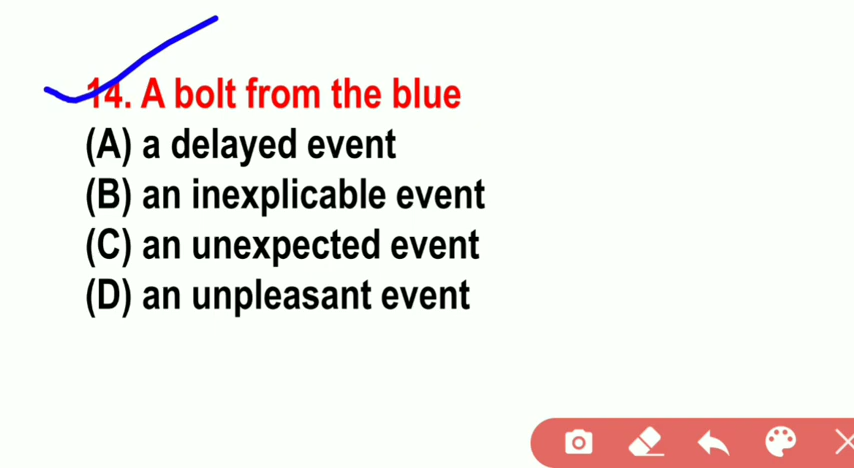 14. A bolt from the blue
(A) a delayed event
(B) an inexplicable event
(C) an unexpected event
(D) an unpleasant event